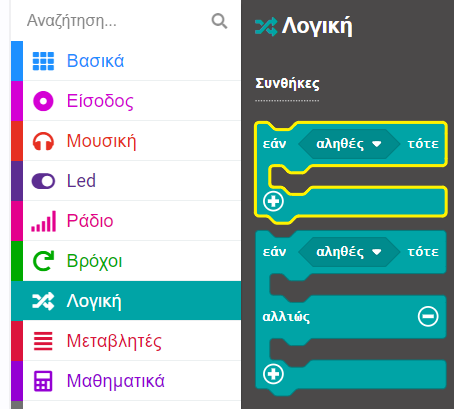 Αναζήτηση...
Βασικά
Είσοδος
Μουσική
Led
Ράδιο
Βρόχοι
Λογική
Μεταβλητές
Μαθηματικά
Λογική
Συνθήκες
εάν αληθές τότε
εάν αληθές τότε
αλλιώς